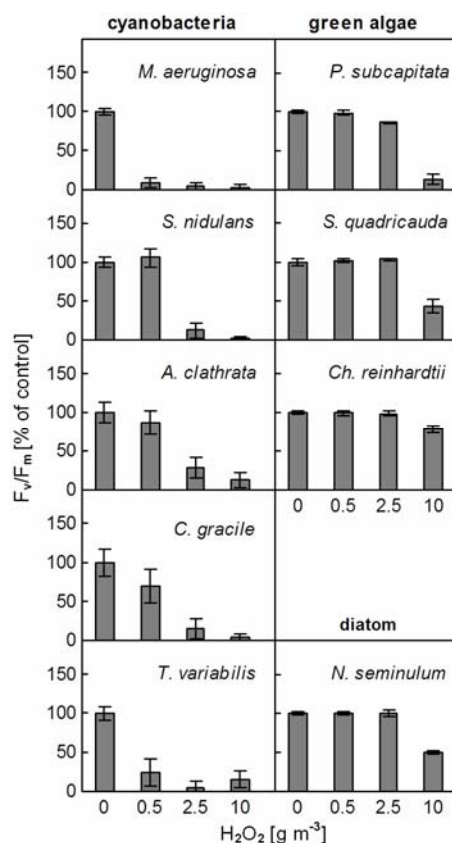 cyanobacteria green algae
M. aeruginosa P. subcapitata
150
100
50
0
S. nidulans S. quadricauda
150
100
50
0
A. clathrata Ch. reinhardtii
150
100
50
0
0 0.5 2.5 10
C. gracile
150
100
50
0
diatom
T. variabilis N. seminulum
150
100
50
0
0 0.5 2.5 10 0 0.5 2.5 10
Fv/Fm [% of control]
H₂O₂ [g m⁻³]